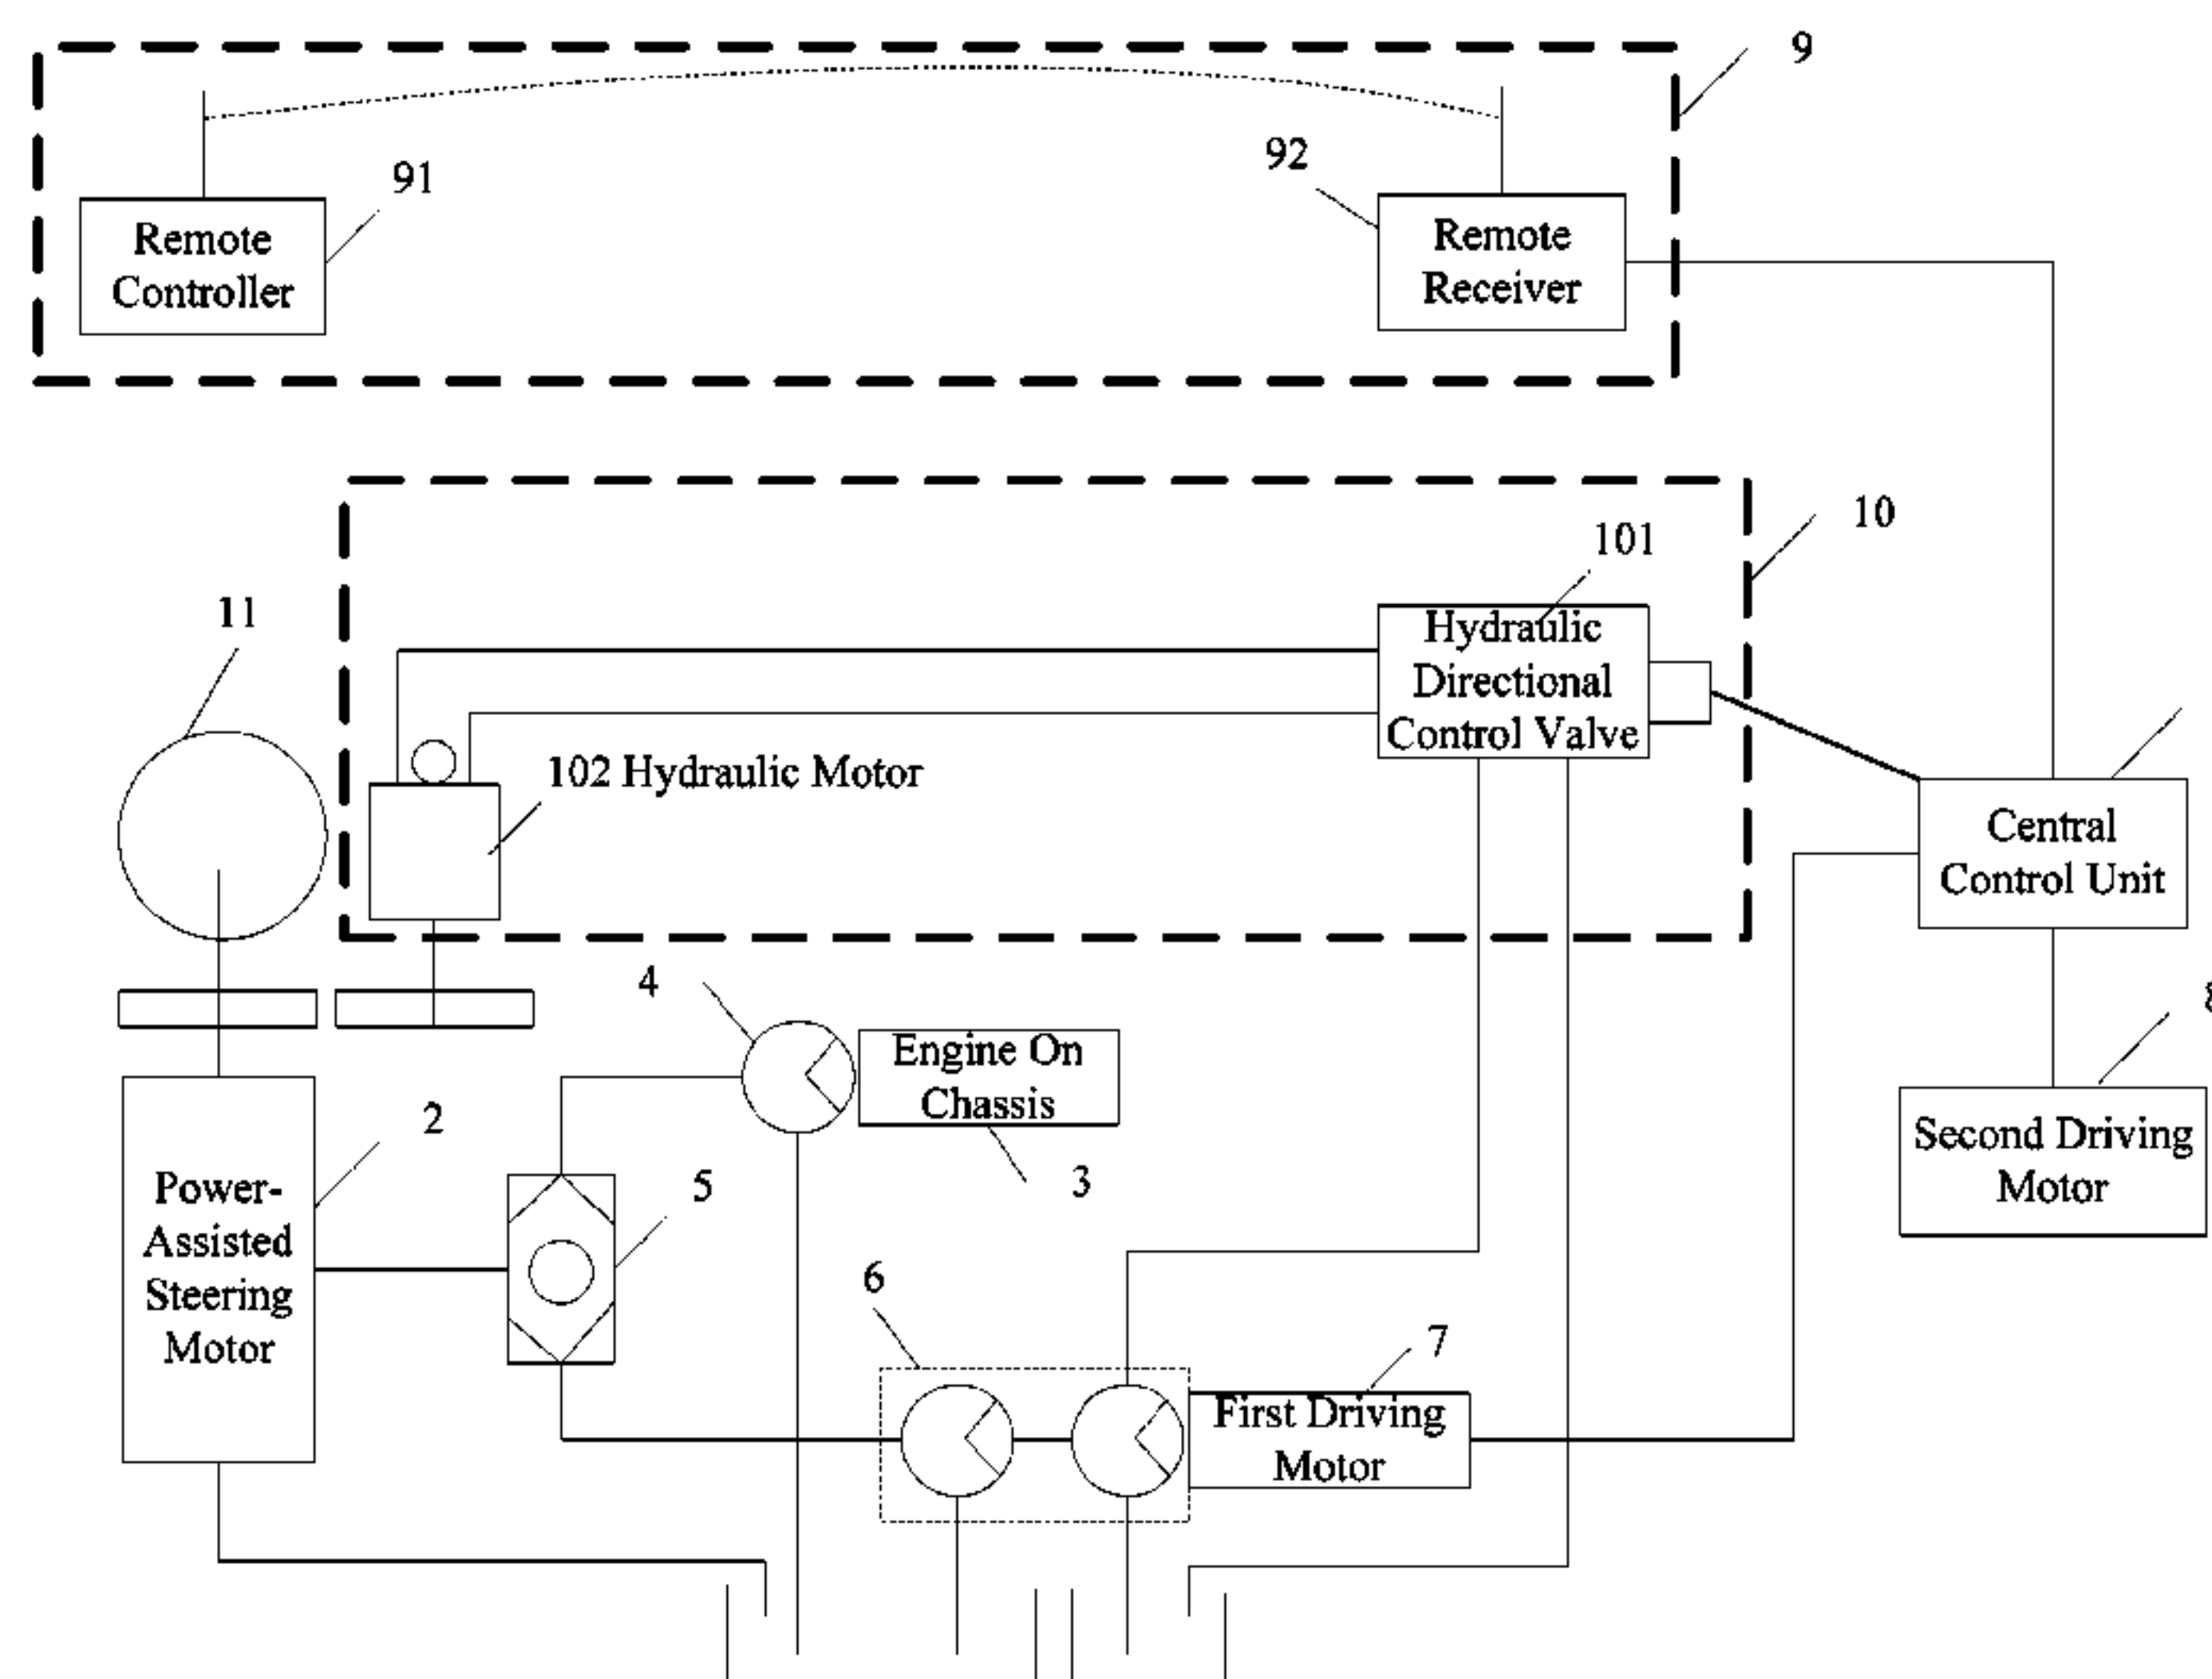 9
91
92
Remote
Controller
Remote
Receiver
10
101
11
Hydraulic
Directional
Control Valve
102 Hydraulic Motor
Central
Control Unit
4
Engine On
Chassis
3
2
5
Power-
Assisted
Steering
Motor
Second Driving
Motor
6
7
First Driving
Motor